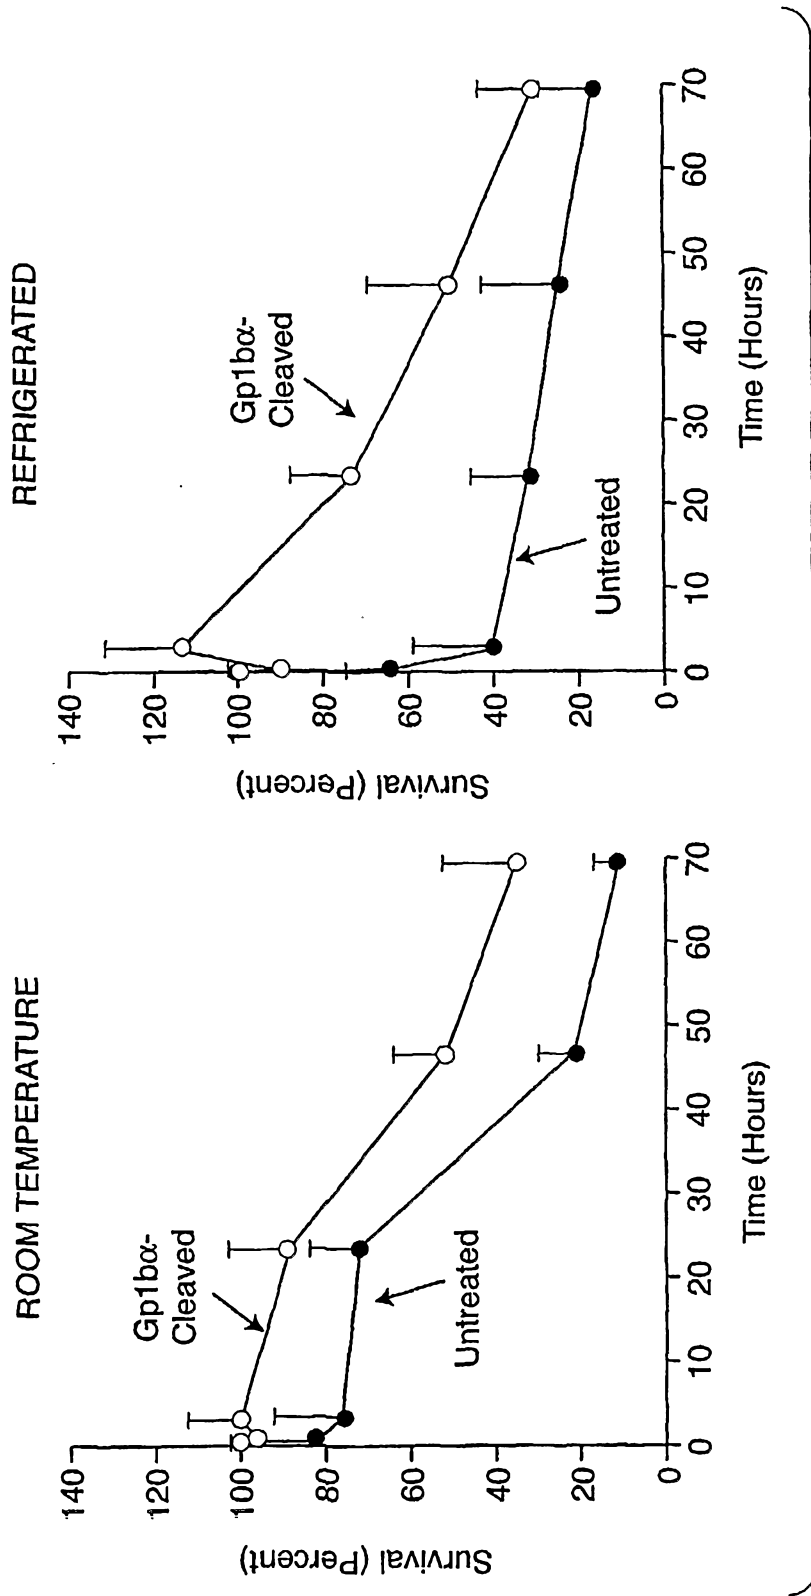 ROOM TEMPERATURE
Survival (Percent)
140
120
100
80
60
40
20
0
Gp1bα-
Cleaved
Untreated
0 10 20 30 40 50 60 70
Time (Hours)
REFRIGERATED
Survival (Percent)
140
120
100
80
60
40
20
0
Gp1bα-
Cleaved
Untreated
0 10 20 30 40 50 60 70
Time (Hours)